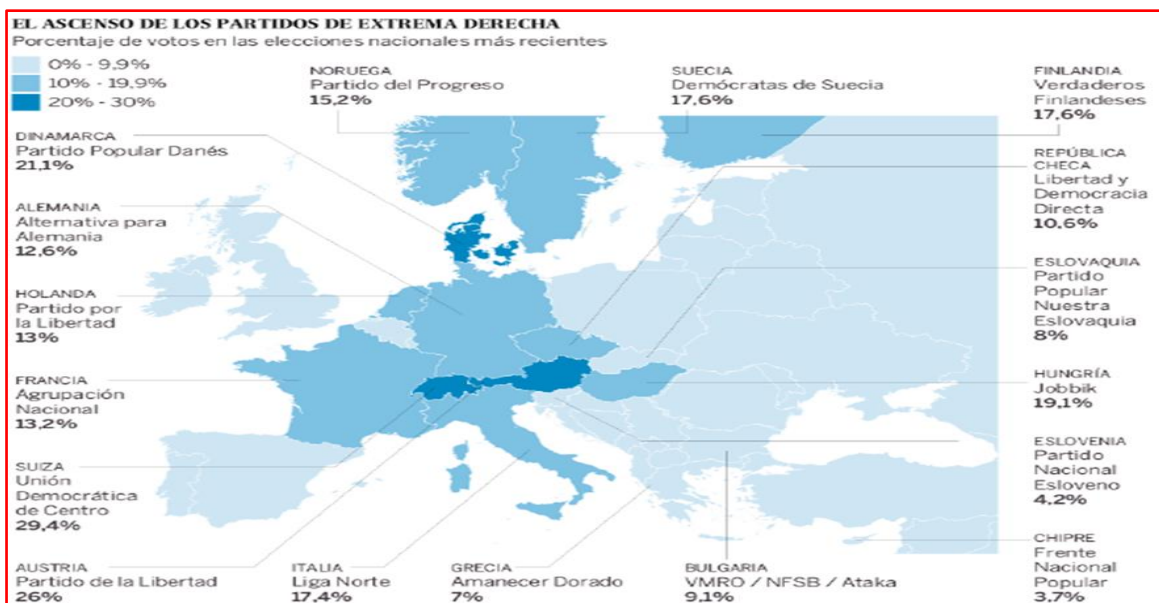 EL ASCENSO DE LOS PARTIDOS DE EXTREMA DERECHA
Porcentaje de votos en las elecciones nacionales más recientes
0% - 9,9%
10% - 19,9%
20% - 30%
NORUEGA
Partido del Progreso
15,2%
SUECIA
Demócratas de Suecia
17,6%
FINLANDIA
Verdaderos
Finlandeses
17,6%
DINAMARCA
Partido Popular Danés
21,1%
ALEMANIA
Alternativa para
Alemania
12,6%
HOLANDA
Partido por
la Libertad
13%
FRANCIA
Agrupación
Nacional
13,2%
SUIZA
Unión
Democrática
de Centro
29,4%
AUSTRIA
Partido de la Libertad
26%
ITALIA
Liga Norte
17,4%
GRECIA
Amanecer Dorado
7%
BULGARIA
VMRO / NFSB / Ataka
9,1%
REPÚBLICA
CHECA
Libertad y
Democracia
Directa
10,6%
ESLOVAQUIA
Partido
Popular
Nuestra
Eslovaquia
8%
HUNGRÍA
Jobbik
19,1%
ESLOVENIA
Partido
Nacional
Esloveno
4,2%
CHIPRE
Frente
Nacional
Popular
3,7%